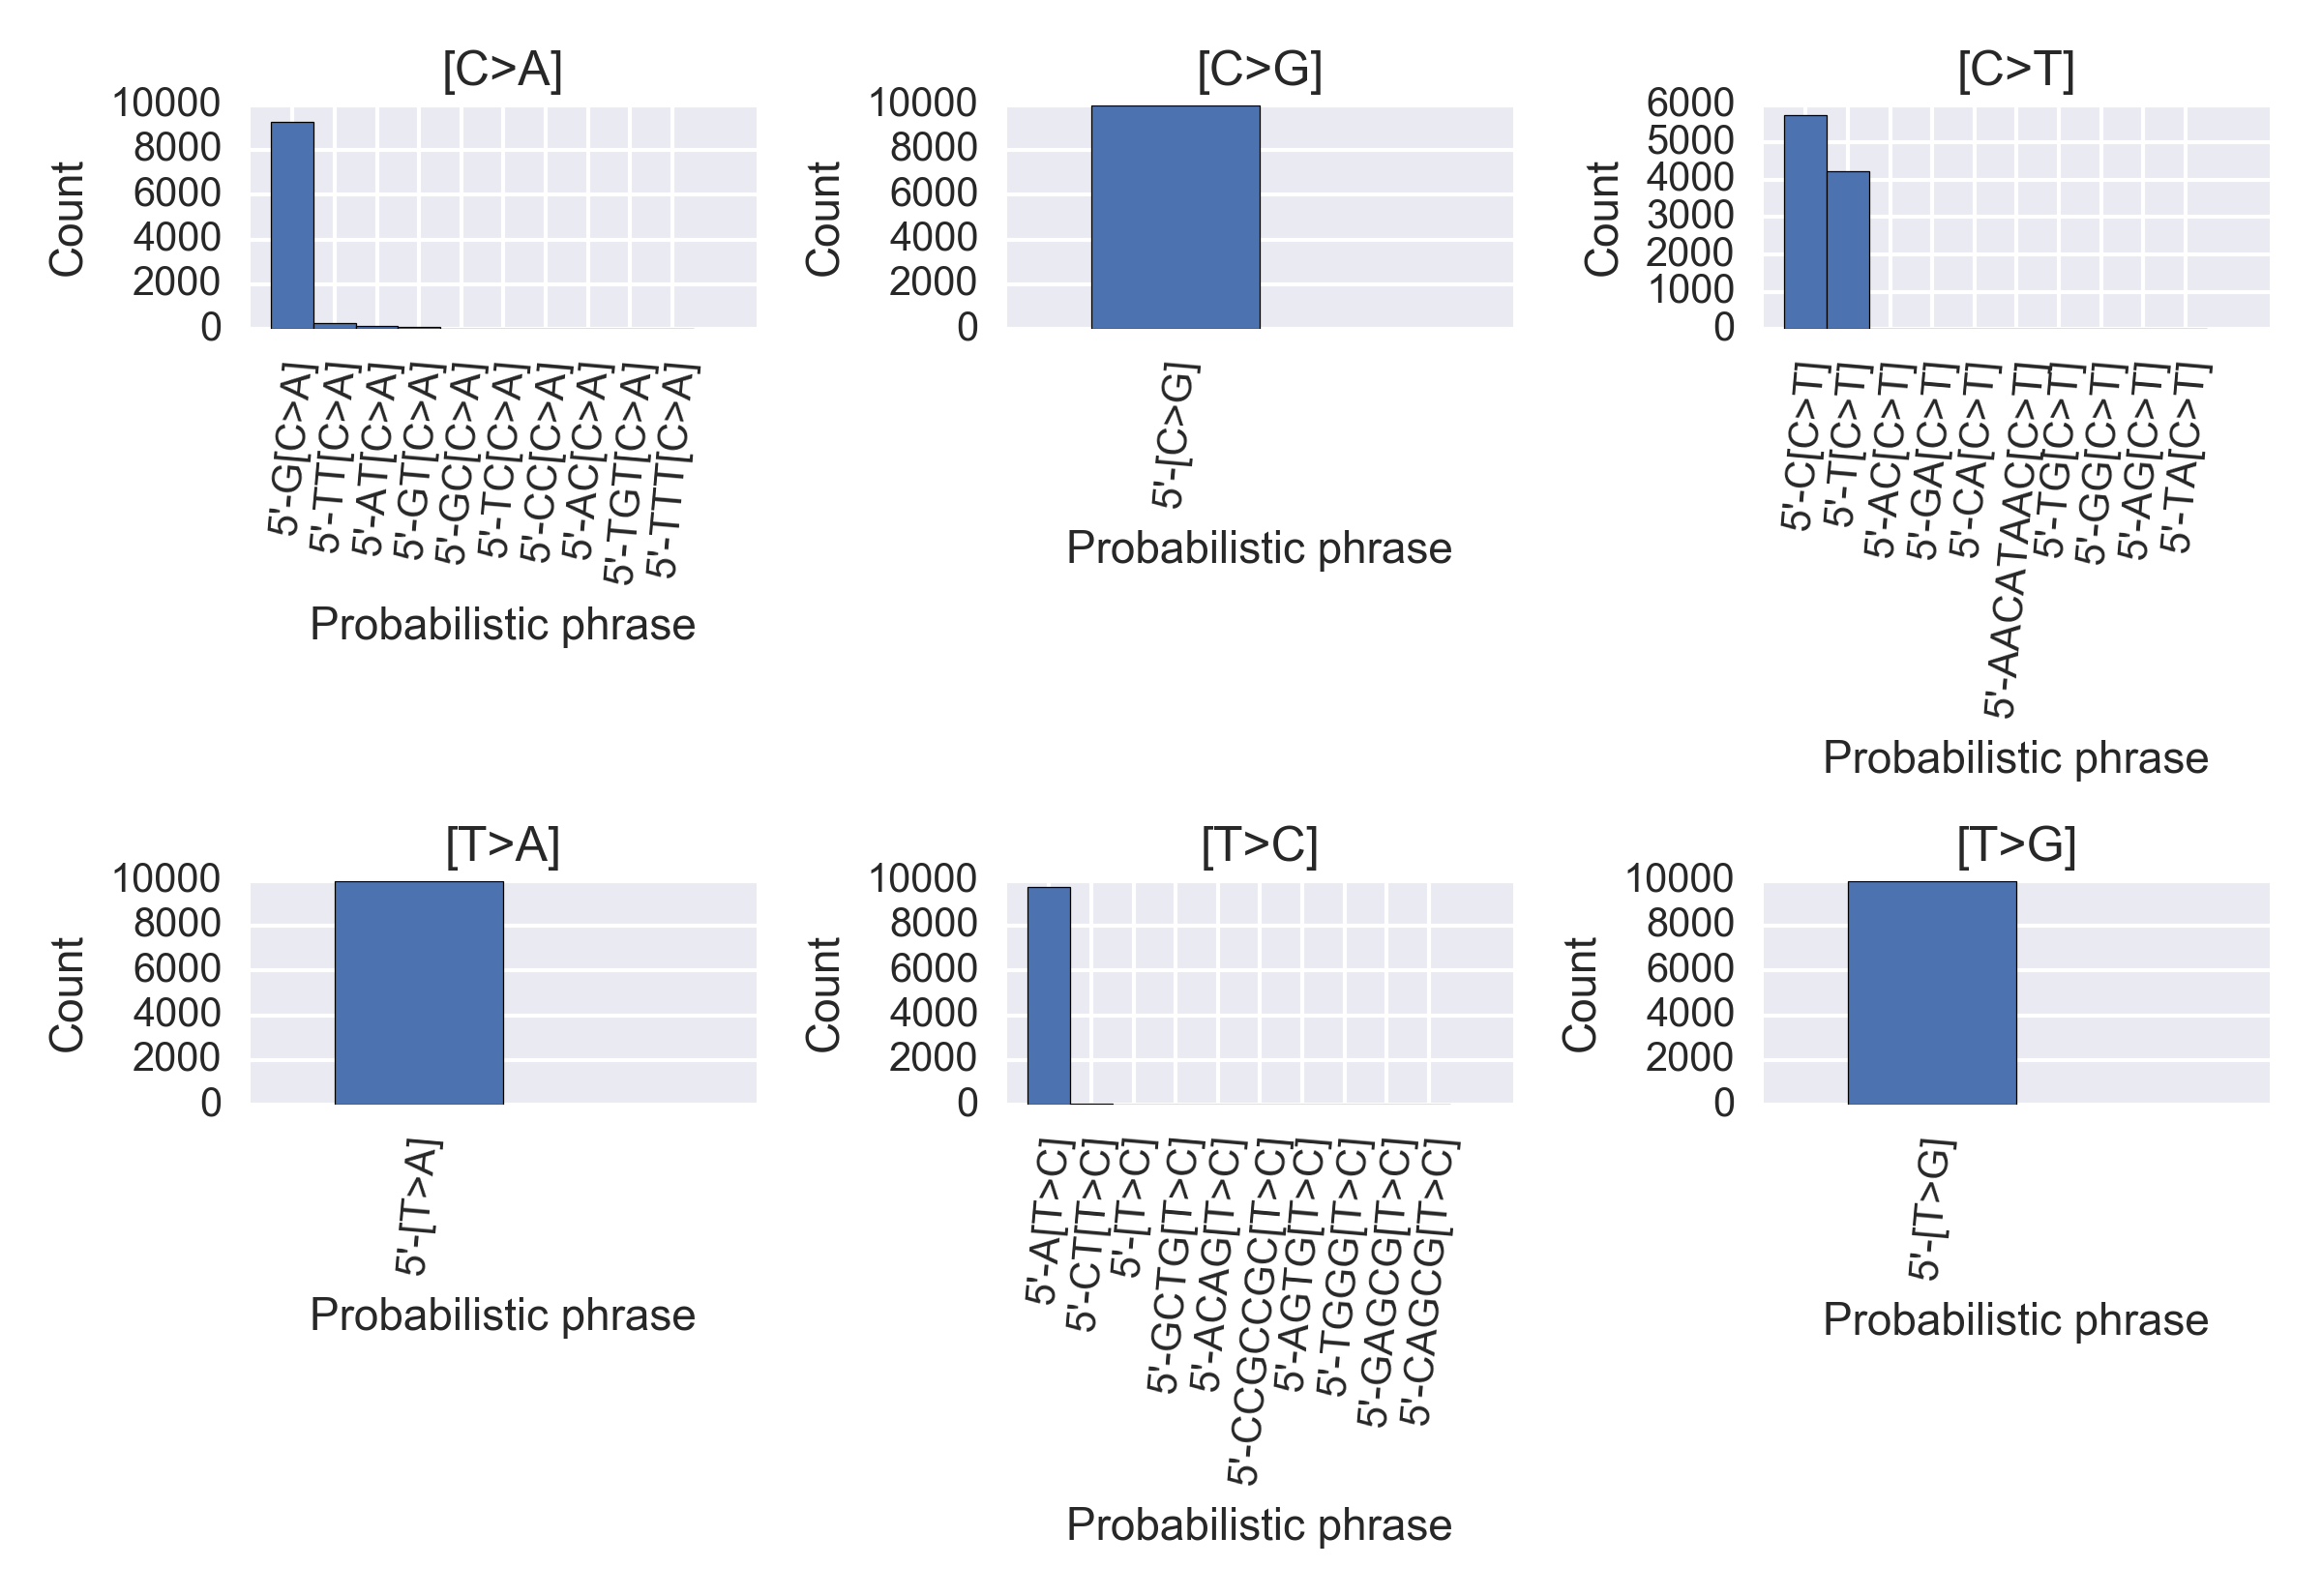 [C>A]
10000
8000
6000
4000
2000
0
Count
5'-G[C>A]
5'-TT[C>A]
5'-AT[C>A]
5'-GT[C>A]
5'-GC[C>A]
5'-TC[C>A]
5'-CC[C>A]
5'-AC[C>A]
5'-TGT[C>A]
5'-TTT[C>A]
Probabilistic phrase
[C>G]
10000
8000
6000
4000
2000
0
Count
5'-[C>G]
Probabilistic phrase
[C>T]
6000
5000
4000
3000
2000
1000
0
Count
5'-C[C>T]
5'-T[C>T]
5'-AC[C>T]
5'-GA[C>T]
5'-CA[C>T]
5'-AACATAAC[C>T]
5'-TG[C>T]
5'-GG[C>T]
5'-AG[C>T]
5'-TA[C>T]
Probabilistic phrase
[T>A]
10000
8000
6000
4000
2000
0
Count
5'-[T>A]
Probabilistic phrase
[T>C]
10000
8000
6000
4000
2000
0
Count
5'-A[T>C]
5'-CT[T>C]
5'-[T>C]
5'-GCTG[T>C]
5'-ACAG[T>C]
5'-CCGCCGC[T>C]
5'-AGTG[T>C]
5'-TGGG[T>C]
5'-GAGCG[T>C]
5'-CAGCG[T>C]
Probabilistic phrase
[T>G]
10000
8000
6000
4000
2000
0
Count
5'-[T>G]
Probabilistic phrase